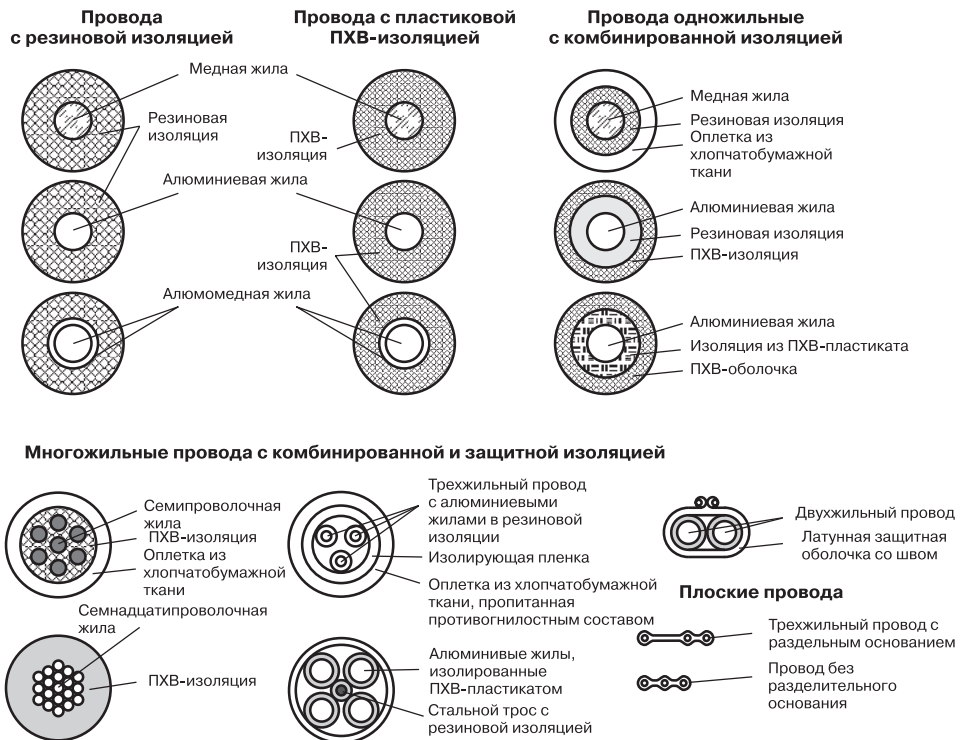 Провода
с резиновой изоляцией
Провода с пластиковой
ПХВ-изоляцией
Провода одножильные
с комбинированной изоляцией
Медная жила
Резиновая
изоляция
ПХВ-
изоляция
Алюминиевая жила
ПХВ-
изоляция
Алюмомедная жила
Медная жила
Резиновая изоляция
Оплетка из
хлопчатобумажной
ткани
Алюминиевая жила
Резиновая изоляция
ПХВ-изоляция
Алюминиевая жила
Изоляция из ПХВ-пластиката
ПХВ-оболочка
Многожильные провода с комбинированной и защитной изоляцией
Семипроволочная
жила
ПХВ-изоляция
Оплетка из
хлопчатобумажной
ткани
Семнадцатипроволочная
жила
ПХВ-изоляция
Трехжильный провод
с алюминиевыми
жилами в резиновой
изоляции
Изолирующая пленка
Оплетка из хлопчатобумажной
ткани, пропитанная
противогнилостным составом
Алюминивые жилы,
изолированные
ПХВ-пластикатом
Стальной трос с
резиновой изоляцией
Двухжильный провод
Латунная защитная
оболочка со швом
Плоские провода
Трехжильный провод с
раздельным основанием
Провод без
разделительного
основания